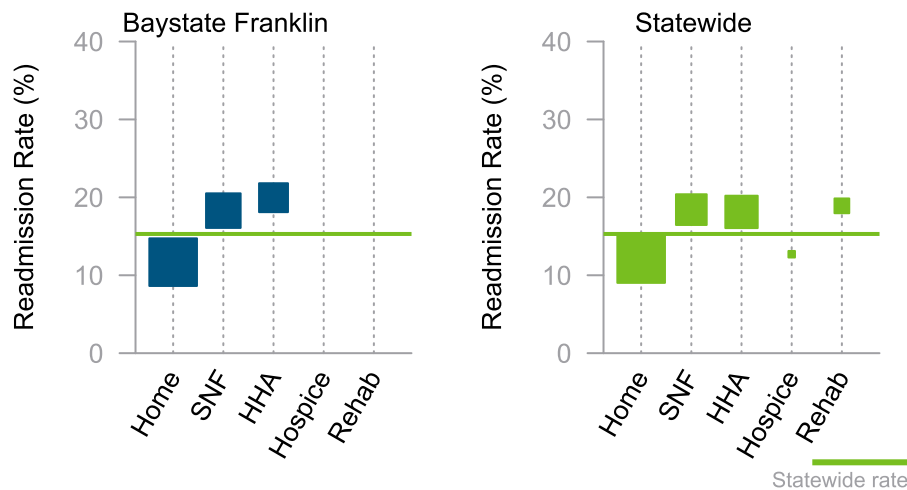 Baystate Franklin
Readmission Rate (%)
40
30
20
10
0
Home
SNF
HHA
Hospice
Rehab
Statewide
Readmission Rate (%)
40
30
20
10
0
Home
SNF
HHA
Hospice
Rehab
Statewide rate